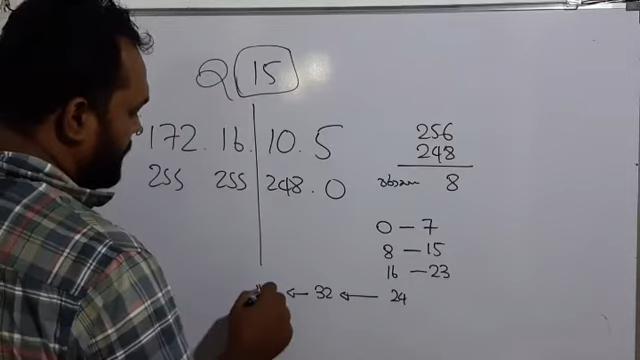 Q 15
172. 16. 10. 5
255 255 248. 0
256
248
8
0 - 7
8 - 15
16 - 23
← 32 ← 24